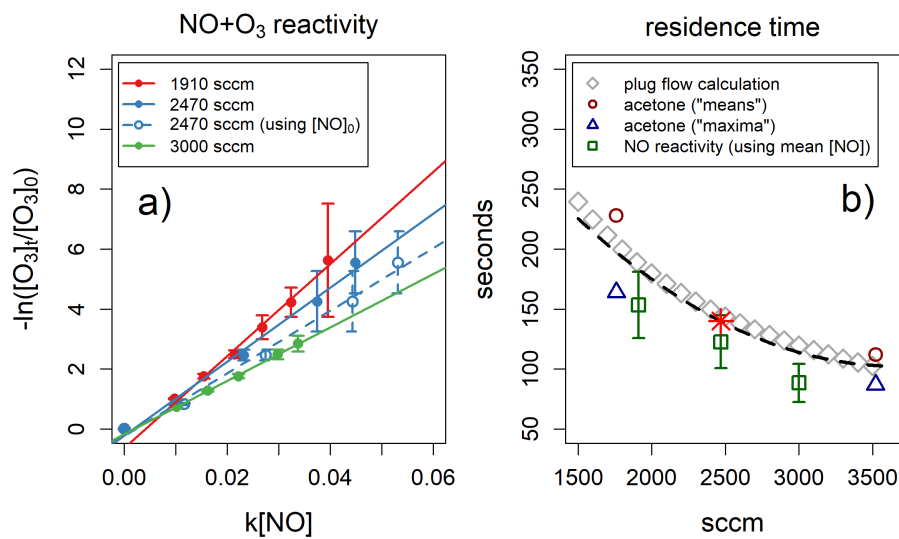 NO+O₃ reactivity
-ln([O₃]t/[O₃]₀)
12
10
8
6
4
2
0
1910 sccm
2470 sccm
2470 sccm (using [NO]₀)
3000 sccm
a)
0.00 0.02 0.04 0.06
k[NO]
residence time
seconds
350
300
250
200
150
100
50
plug flow calculation
acetone ("means")
acetone ("maxima")
NO reactivity (using mean [NO])
b)
1500 2000 2500 3000 3500
sccm